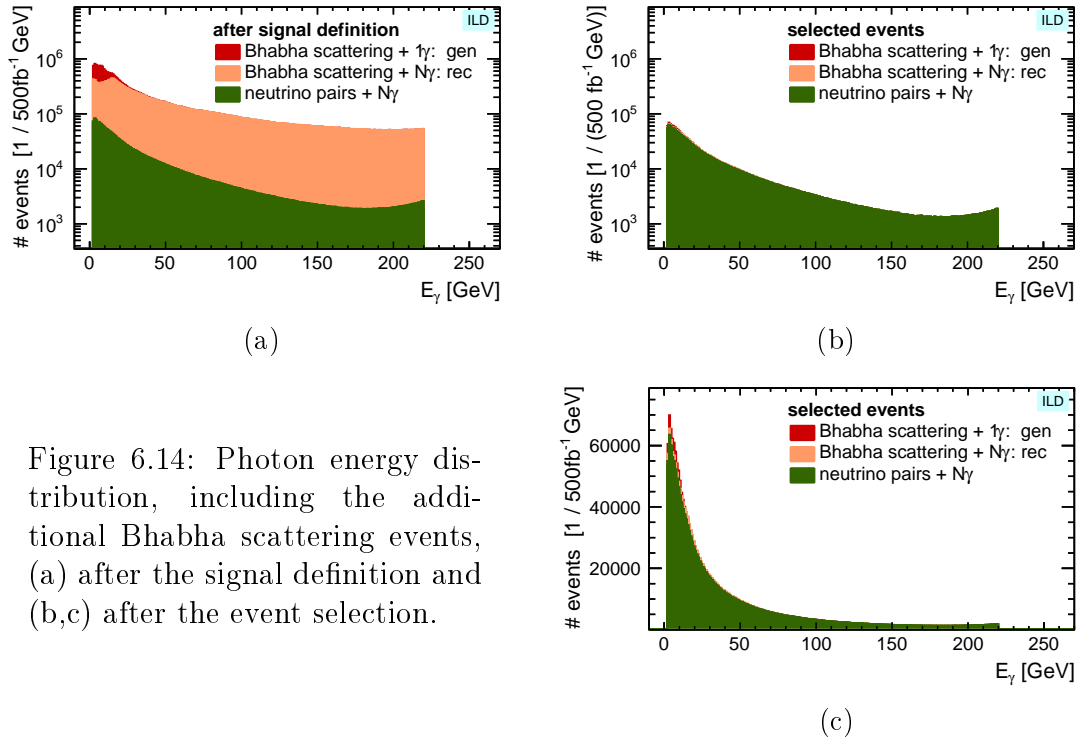 after signal definition
ILD
Bhabha scattering + 1γ: gen
Bhabha scattering + Nγ: rec
neutrino pairs + Nγ
# events [1 / 500fb⁻¹ GeV]
10⁶
10⁵
10⁴
10³
0 50 100 150 200 250
E_γ [GeV]
(a)
selected events
ILD
Bhabha scattering + 1γ: gen
Bhabha scattering + Nγ: rec
neutrino pairs + Nγ
# events [1 / (500 fb⁻¹ GeV)]
10⁶
10⁵
10⁴
10³
0 50 100 150 200 250
E_γ [GeV]
(b)
Figure 6.14: Photon energy dis-
tribution, including the addi-
tional Bhabha scattering events,
(a) after the signal definition and
(b,c) after the event selection.
selected events
ILD
Bhabha scattering + 1γ: gen
Bhabha scattering + Nγ: rec
neutrino pairs + Nγ
# events [1 / 500fb⁻¹ GeV]
60000
40000
20000
0 50 100 150 200 250
E_γ [GeV]
(c)